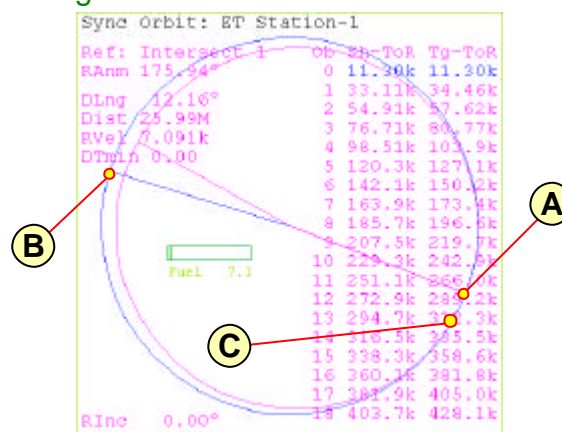 Sync Orbit: ET Station-1
Ref: Intersect 1 Ob Sh-ToR Tg-ToR
RAnm 175.94° 0 11.30k 11.30k
1 33.11k 34.46k
DLng 12.16° 2 54.91k 57.62k
Dist 25.99M 3 76.71k 80.77k
RVel 7.091k 4 98.51k 103.9k
DTmin 0.00 5 120.3k 127.1k
6 142.1k 150.2k
7 163.9k 173.4k
8 185.7k 196.6k
9 207.5k 219.7k
10 229.3k 242.9k
11 251.1k
12 272.9k 289.2k
13 294.7k
14 316.5k 335.5k
15 338.3k 358.6k
16 360.1k 381.8k
17 381.9k 405.0k
RInc 0.00° 18 403.7k 428.1k
Fuel 7.1
A
B
C